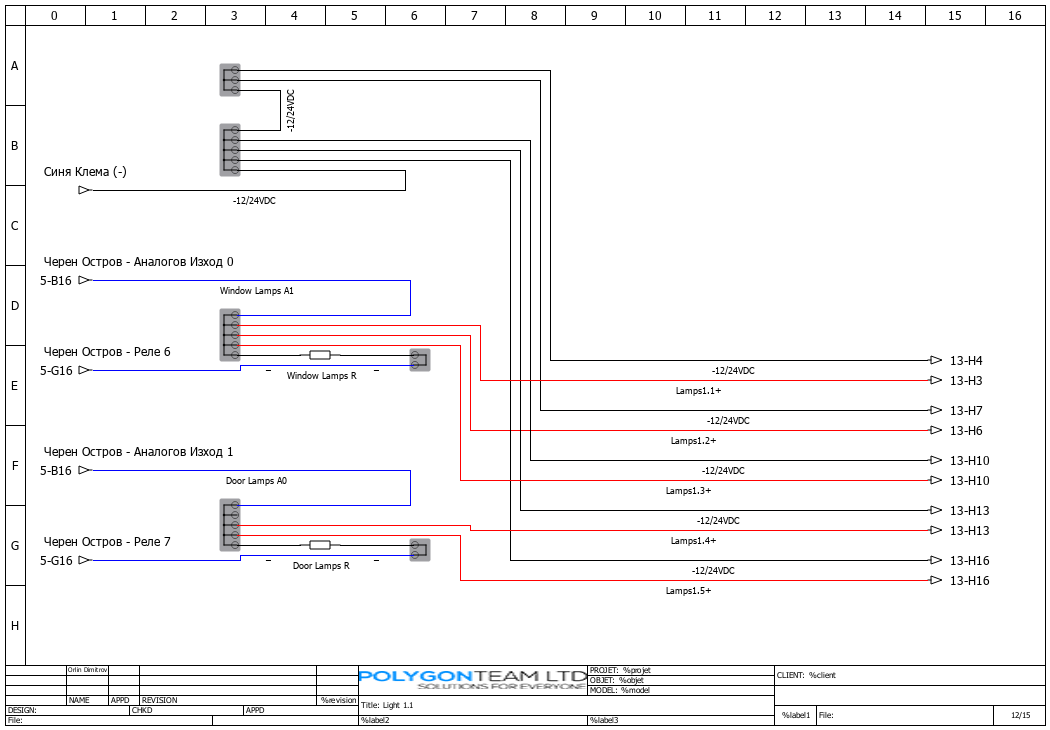 0 1 2 3 4 5 6 7 8 9 10 11 12 13 14 15 16
A
-12/24VDC
B
Синя Клема (-)
-12/24VDC
C
Черен Остров - Аналогов Изход 0
5-B16
Window Lamps A1
D
Черен Остров - Реле 6
5-G16
Window Lamps R
E
13-H4
-12/24VDC
13-H3
Lamps1.1+
13-H7
-12/24VDC
13-H6
Lamps1.2+
Черен Остров - Аналогов Изход 1
5-B16
Door Lamps A0
F
13-H10
-12/24VDC
13-H10
Lamps1.3+
13-H13
-12/24VDC
13-H13
Lamps1.4+
G
Черен Остров - Реле 7
5-G16
Door Lamps R
13-H16
-12/24VDC
13-H16
Lamps1.5+
H
Orlin Dimitrov
NAME APPD REVISION %revision
DESIGN: CHKD APPD
File:
POLYGONTEAM LTD
SOLUTIONS FOR EVERYONE
Title: Light 1.1
%label2 %label3
PROJET: %projet
OBJET: %objet
MODEL: %model
CLIENT: %client
%label1 File: 12/15